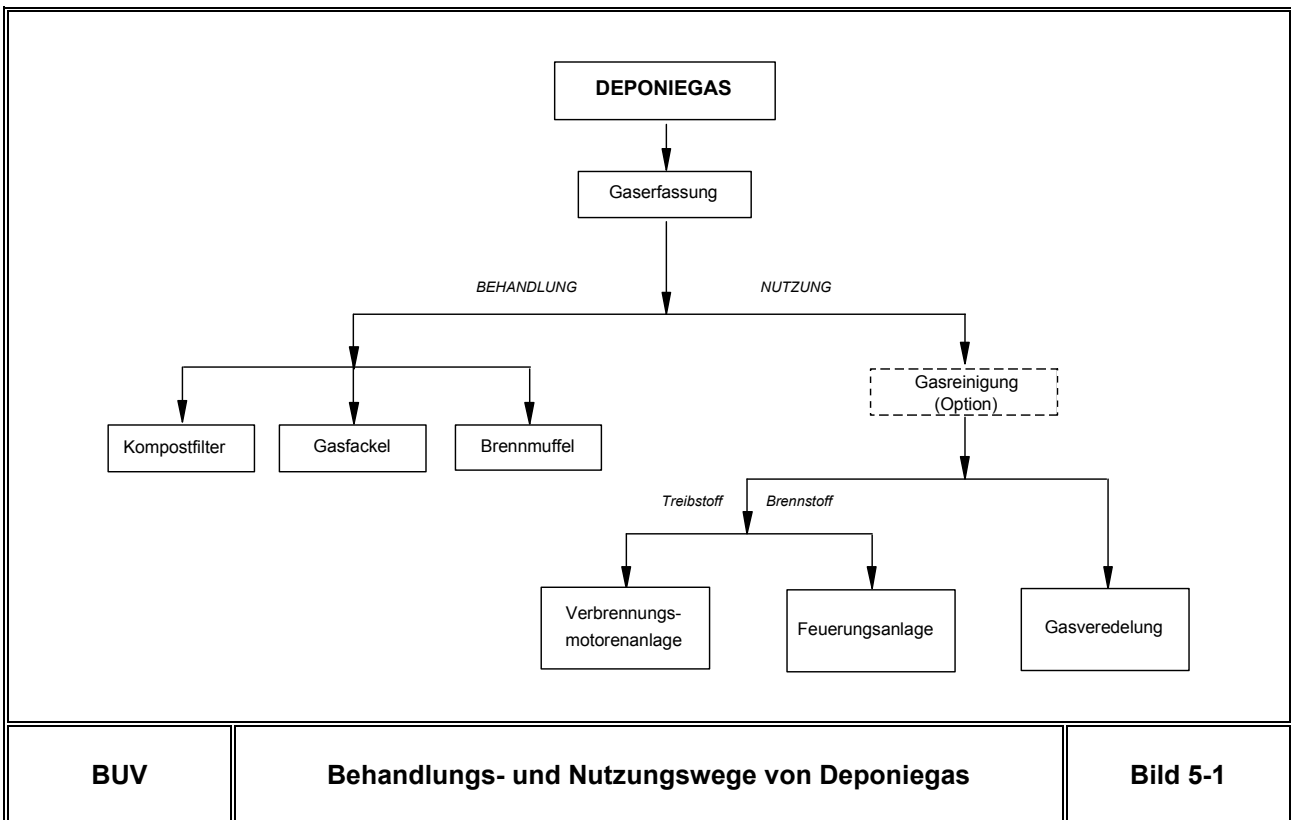 DEPONIEGAS
Gaserfassung
BEHANDLUNG
NUTZUNG
Gasreinigung
(Option)
Kompostfilter
Gasfackel
Brennmuffel
Treibstoff
Brennstoff
Verbrennungs-
motorenanlage
Feuerungsanlage
Gasveredelung
BUV
Behandlungs- und Nutzungswege von Deponiegas
Bild 5-1